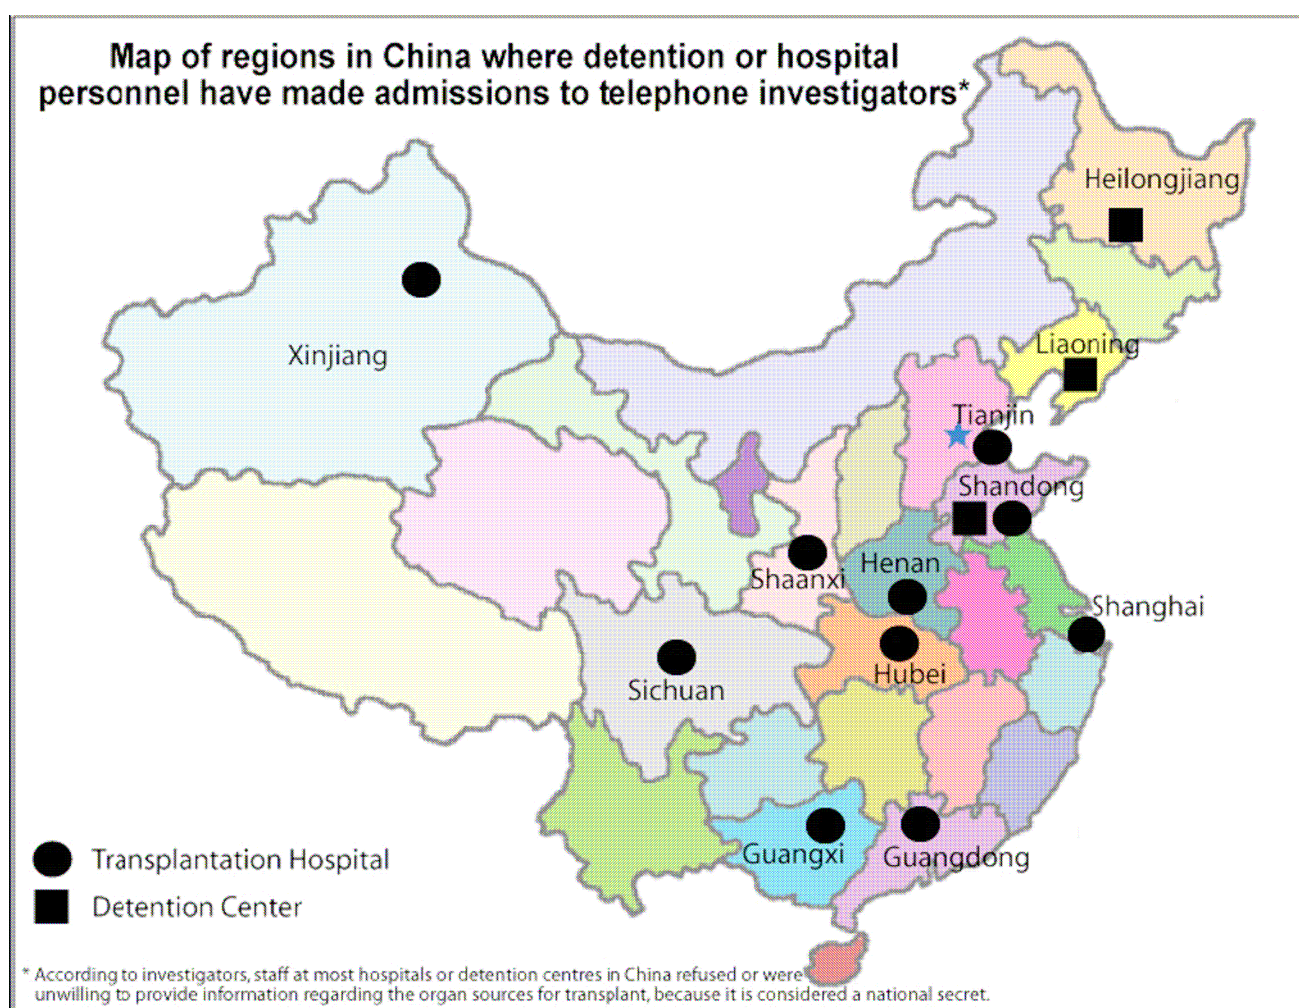 Map of regions in China where detention or hospital
personnel have made admissions to telephone investigators*
Heilongjiang
Liaoning
Xinjiang
Tianjin
Shandong
Henan
Shaanxi
Shanghai
Hubei
Sichuan
Guangxi
Guangdong
Transplantation Hospital
Detention Center
* According to investigators, staff at most hospitals or detention centres in China refused or were
unwilling to provide information regarding the organ sources for transplant, because it is considered a national secret.